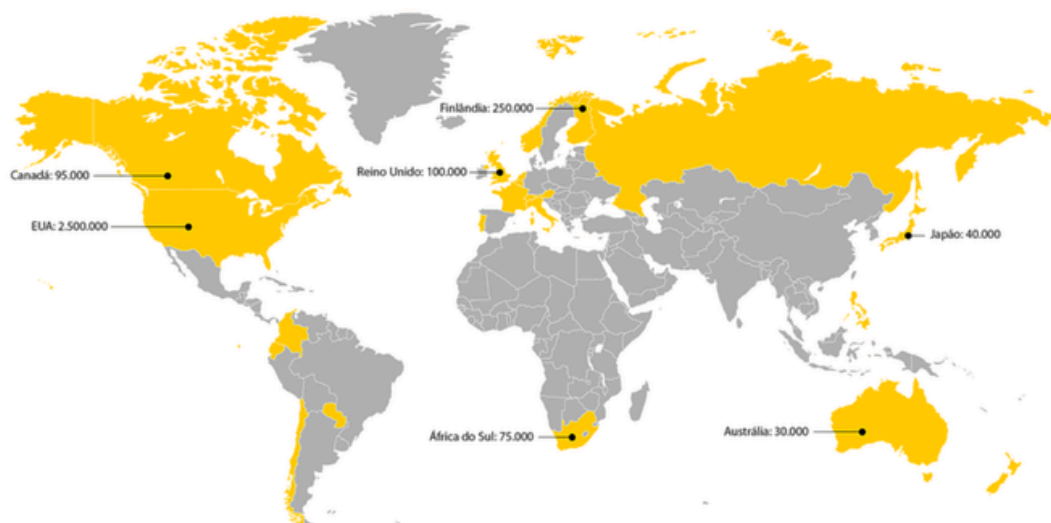 Finlândia: 250.000
Canadá: 95.000
Reino Unido: 100.000
EUA: 2.500.000
Japão: 40.000
África do Sul: 75.000
Austrália: 30.000